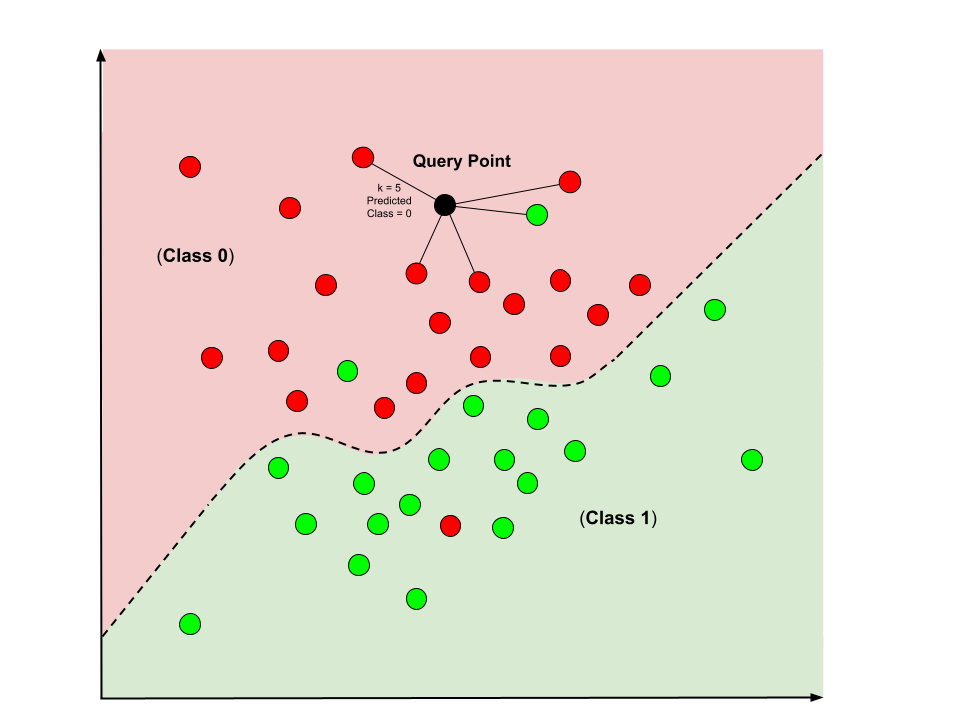 Query Point
k = 5
Predicted
Class = 0
(Class 0)
(Class 1)